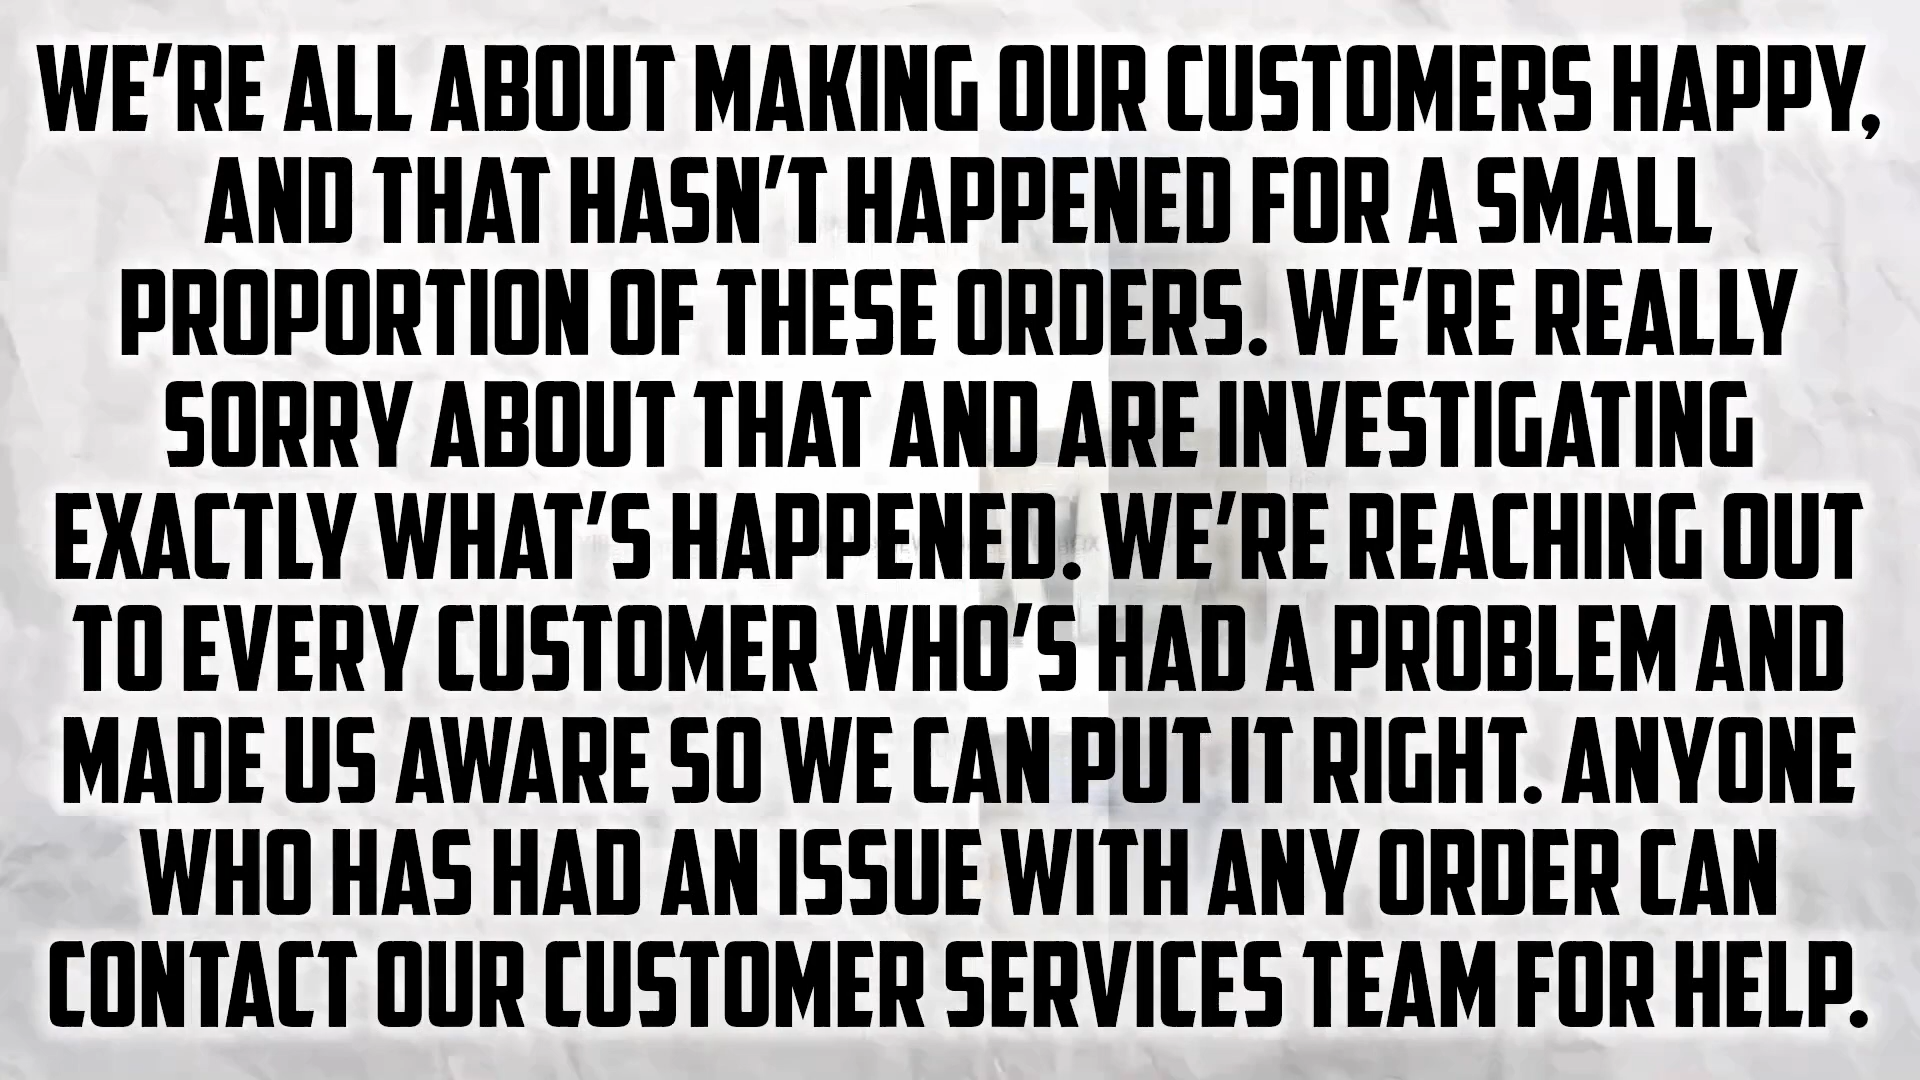 WE'RE ALL ABOUT MAKING OUR CUSTOMERS HAPPY,
AND THAT HASN'T HAPPENED FOR A SMALL
PROPORTION OF THESE ORDERS. WE'RE REALLY
SORRY ABOUT THAT AND ARE INVESTIGATING
EXACTLY WHAT'S HAPPENED. WE'RE REACHING OUT
TO EVERY CUSTOMER WHO'S HAD A PROBLEM AND
MADE US AWARE SO WE CAN PUT IT RIGHT. ANYONE
WHO HAS HAD AN ISSUE WITH ANY ORDER CAN
CONTACT OUR CUSTOMER SERVICES TEAM FOR HELP.